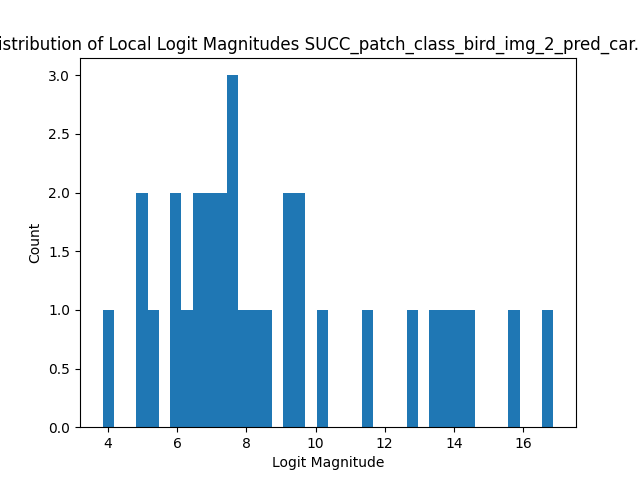 istribution of Local Logit Magnitudes SUCC_patch_class_bird_img_2_pred_car.
3.0
2.5
2.0
1.5
1.0
0.5
0.0
Count
4 6 8 10 12 14 16
Logit Magnitude